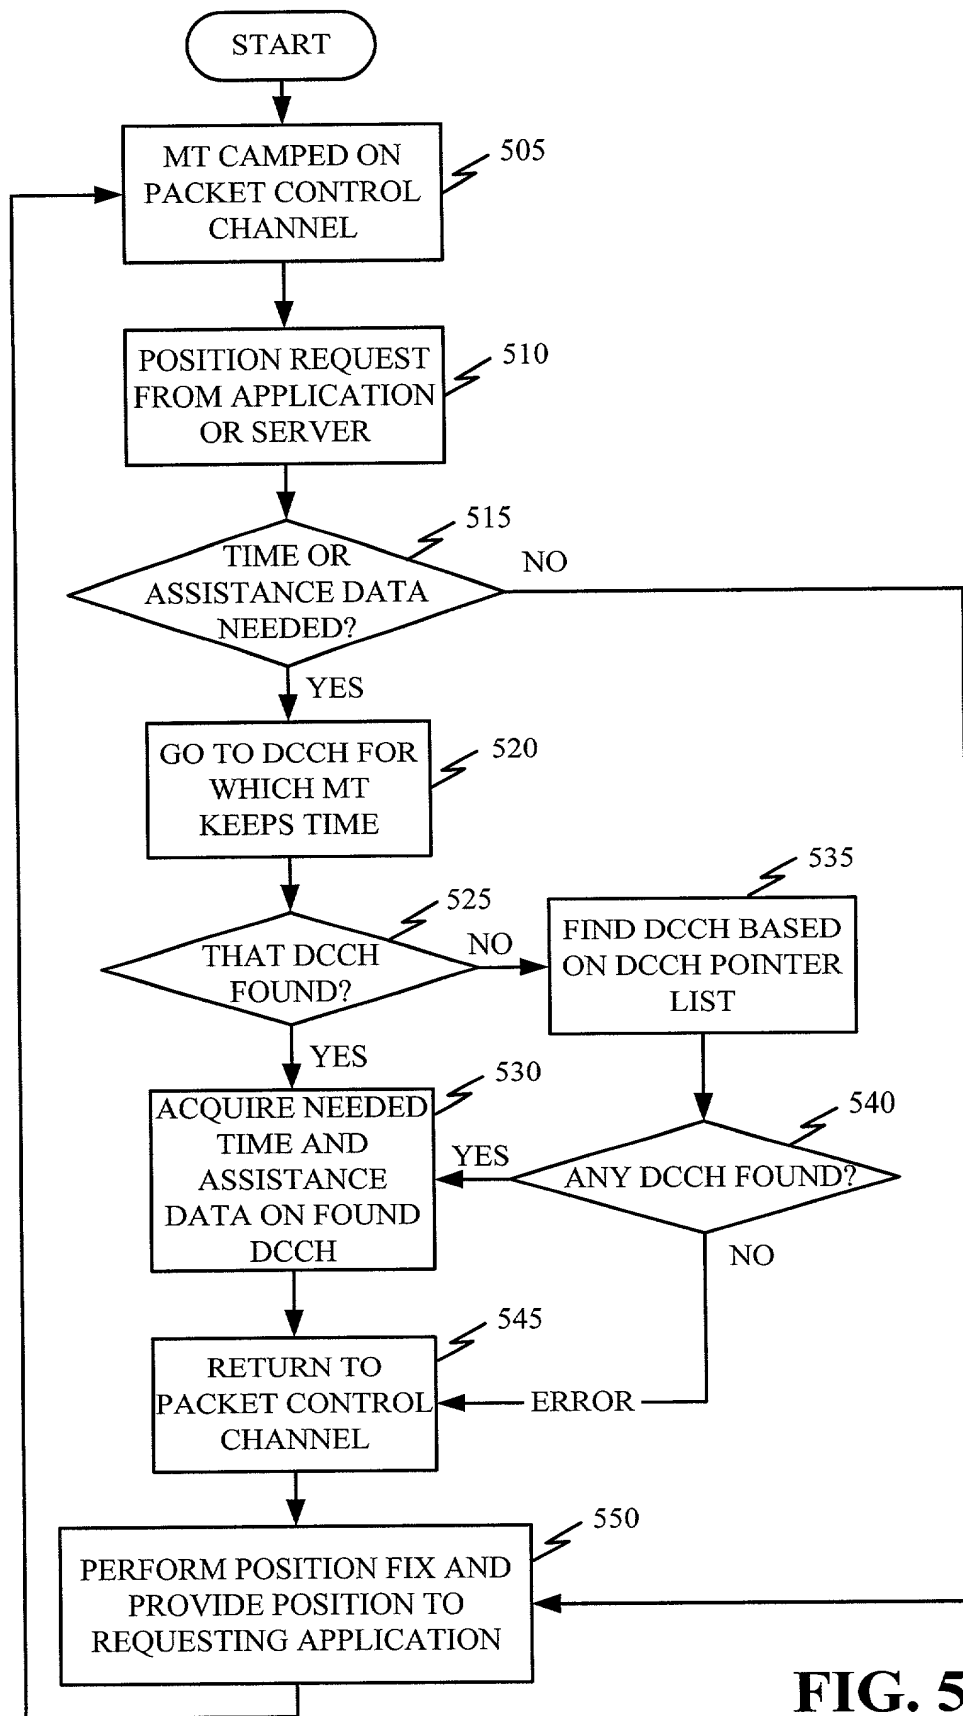 START
MT CAMPED ON
PACKET CONTROL
CHANNEL
505
POSITION REQUEST
FROM APPLICATION
OR SERVER
510
TIME OR
ASSISTANCE DATA
NEEDED?
515
NO
YES
GO TO DCCH FOR
WHICH MT
KEEPS TIME
520
THAT DCCH
FOUND?
525
NO
FIND DCCH BASED
ON DCCH POINTER
LIST
535
YES
ACQUIRE NEEDED
TIME AND
ASSISTANCE
DATA ON FOUND
DCCH
530
YES
ANY DCCH FOUND?
540
NO
RETURN TO
PACKET CONTROL
CHANNEL
545
ERROR
PERFORM POSITION FIX AND
PROVIDE POSITION TO
REQUESTING APPLICATION
550
FIG. 5